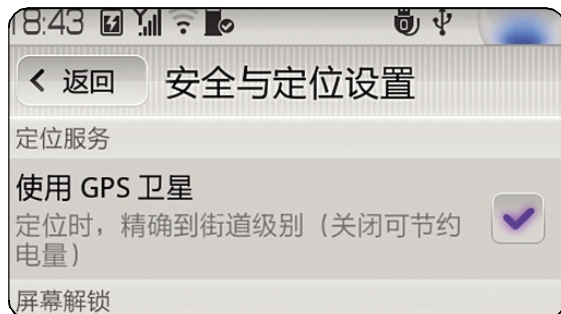 18:43
返回
安全与定位设置
定位服务
使用 GPS 卫星
定位时，精确到街道级别（关闭可节约
电量）
屏幕解锁